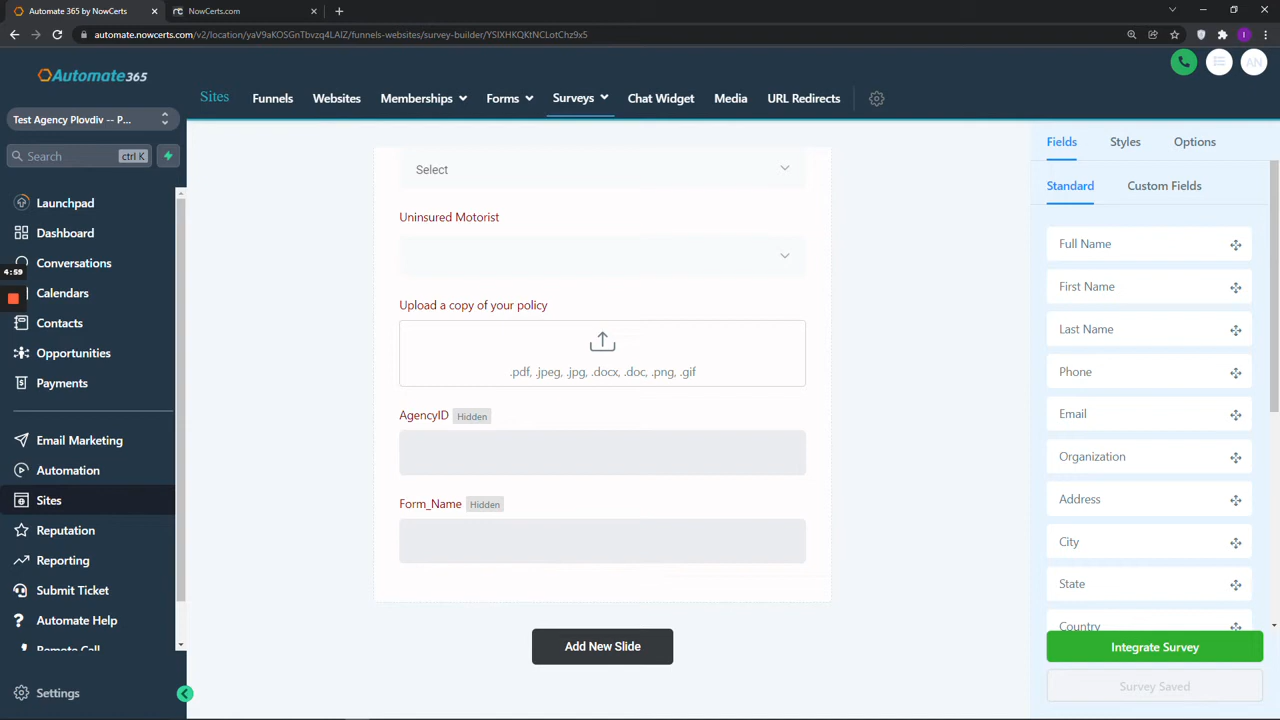 Automate 365 by NowCerts
NowCerts.com
automate.nowcerts.com/v2/location/yaV9aKOSGnTbvzq4LAIZ/funnels-websites/survey-builder/YSIXHKQKtNCLotChz9x5
Automate365
AN
Test Agency Plovdiv -- P...
Search
ctrl K
Launchpad
Dashboard
Conversations
4:59
Calendars
Contacts
Opportunities
Payments
Email Marketing
Automation
Sites
Reputation
Reporting
Submit Ticket
Automate Help
Remote Call
Settings
Sites
Funnels
Websites
Memberships
Forms
Surveys
Chat Widget
Media
URL Redirects
Select
Uninsured Motorist
Upload a copy of your policy
.pdf, .jpeg, .jpg, .docx, .doc, .png, .gif
AgencyID Hidden
Form_Name Hidden
Add New Slide
Fields
Styles
Options
Standard
Custom Fields
Full Name
First Name
Last Name
Phone
Email
Organization
Address
City
State
Country
Integrate Survey
Survey Saved